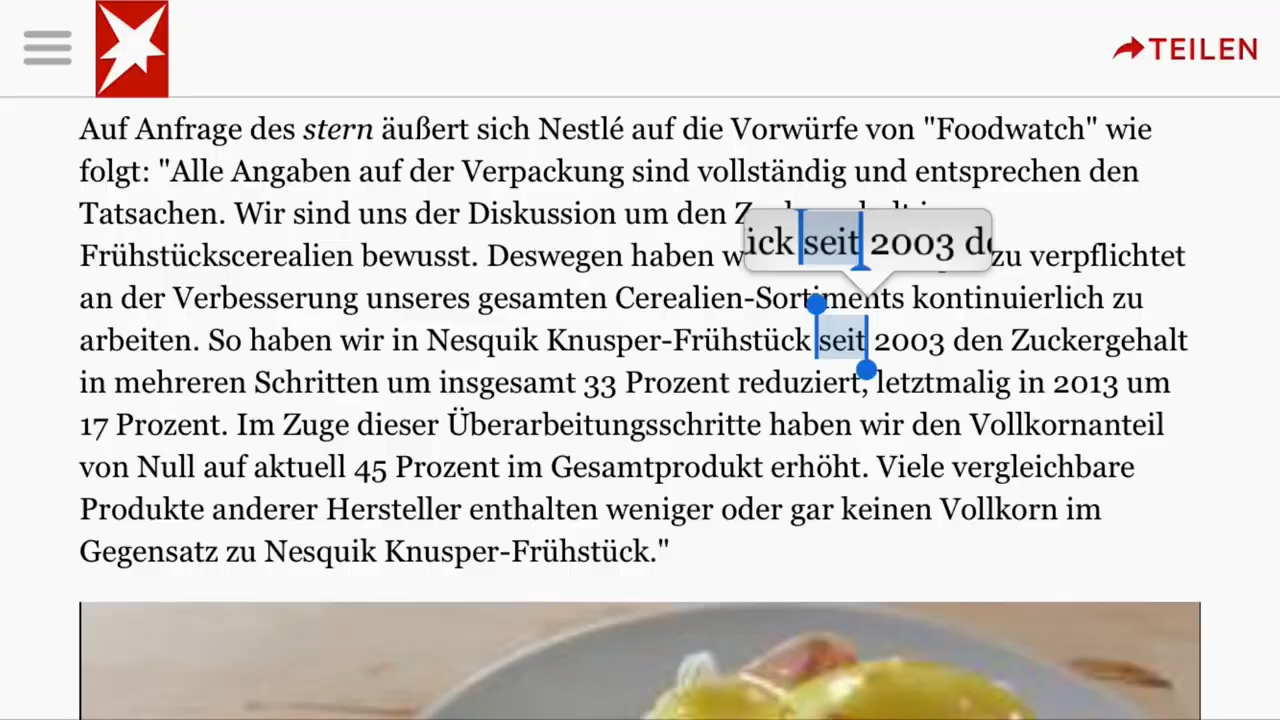 TEILEN
Auf Anfrage des stern äußert sich Nestlé auf die Vorwürfe von "Foodwatch" wie
folgt: "Alle Angaben auf der Verpackung sind vollständig und entsprechen den
Tatsachen. Wir sind uns der Diskussion um den
ick seit 2003 de
Frühstückscerealien bewusst. Deswegen haben zu verpflichtet
an der Verbesserung unseres gesamten Cerealien-Sortiments kontinuierlich zu
arbeiten. So haben wir in Nesquik Knusper-Frühstück seit 2003 den Zuckergehalt
in mehreren Schritten um insgesamt 33 Prozent reduziert, letztmalig in 2013 um
17 Prozent. Im Zuge dieser Überarbeitungsschritte haben wir den Vollkornanteil
von Null auf aktuell 45 Prozent im Gesamtprodukt erhöht. Viele vergleichbare
Produkte anderer Hersteller enthalten weniger oder gar keinen Vollkorn im
Gegensatz zu Nesquik Knusper-Frühstück."